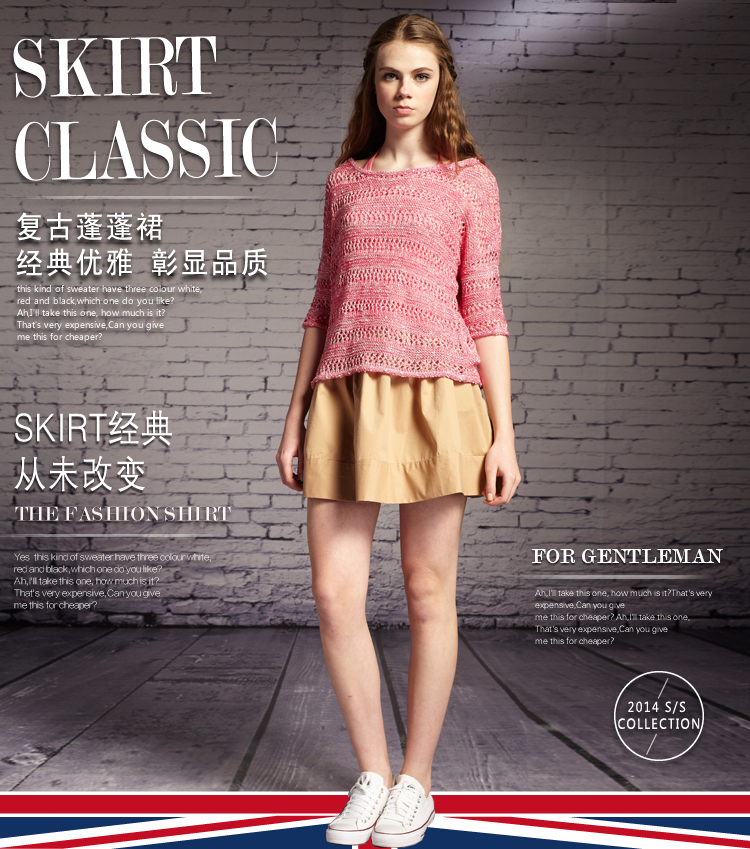 SKIRT
CLASSIC
复古蓬蓬裙
经典优雅 彰显品质
this kind of sweater have three colour white,
red and black,which one do you like?
Ah,I'll take this one, how much is it?
That's very expensive,Can you give
me this for cheaper?
SKIRT经典
从未改变
THE FASHION SHIRT
Yes this kind of sweater have three colour white,
red and black,which one do you like?
Ah,I'll take this one, how much is it?
That's very expensive,Can you give
me this for cheaper?
FOR GENTLEMAN
Ah,I'll take this one, how much is it?That's very
expensive,Can you give
me this for cheaper? Ah,I'll take this one,
That's very expensive,Can you give
me this for cheaper?
2014 S/S
COLLECTION